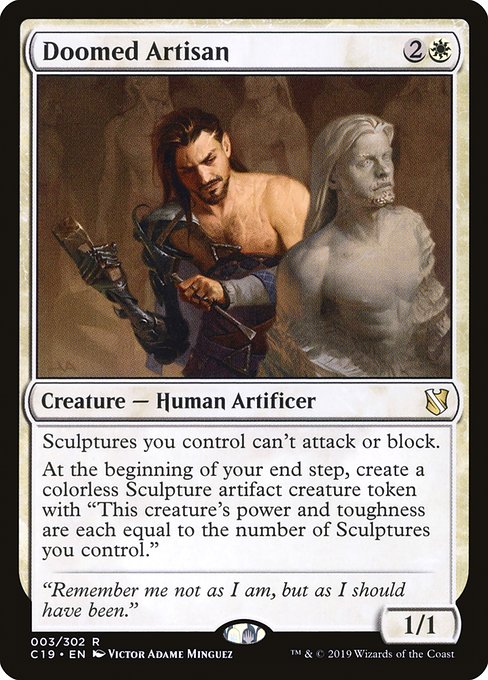 Doomed Artisan 2
Creature — Human Artificer
Sculptures you control can't attack or block.
At the beginning of your end step, create a
colorless Sculpture artifact creature token
with “This creature's power and toughness
are each equal to the number of Sculptures
you control.”
“Remember me not as I am, but as I should
have been.”
1/1
003/302 R
C19 • EN Victor Adame Minguez ™ & © 2019 Wizards of the Coast